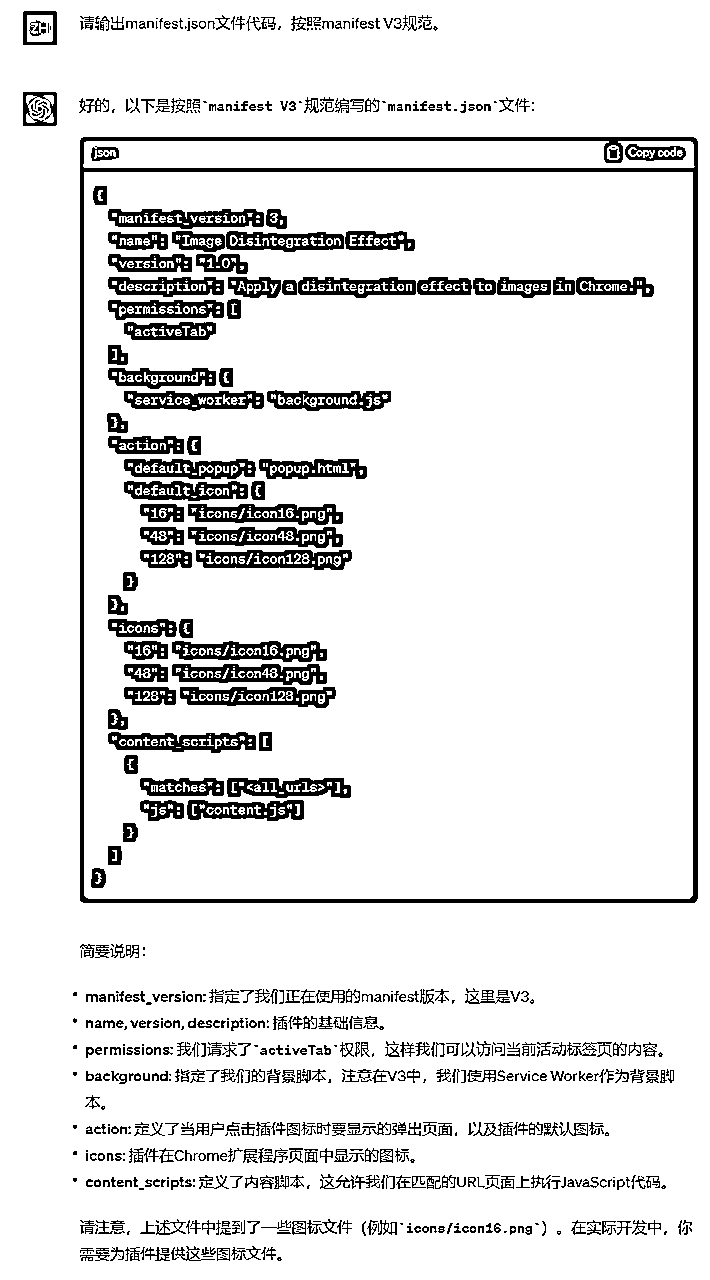 请输出manifest.json文件代码，按照manifest V3规范。
好的，以下是按照`manifest V3`规范编写的`manifest.json`文件：
json
Copy code
{
"manifest_version": 3,
"name": "Image Disintegration Effect",
"version": "1.0",
"description": "Apply a disintegration effect to images in Chrome.",
"permissions": [
"activeTab"
],
"background": {
"service_worker": "background.js"
},
"action": {
"default_popup": "popup.html",
"default_icon": {
"16": "icons/icon16.png",
"48": "icons/icon48.png",
"128": "icons/icon128.png"
}
},
"icons": {
"16": "icons/icon16.png",
"48": "icons/icon48.png",
"128": "icons/icon128.png"
},
"content_scripts": [
{
"matches": ["<all_urls>"],
"js": ["content.js"]
}
]
}
简要说明：
• manifest_version: 指定了我们正在使用的manifest版本，这里是V3。
• name, version, description: 插件的基础信息。
• permissions: 我们请求了`activeTab`权限，这样我们可以访问当前活动标签页的内容。
• background: 指定了我们的背景脚本，注意在V3中，我们使用Service Worker作为背景脚
本。
• action: 定义了当用户点击插件图标时要显示的弹出页面，以及插件的默认图标。
• icons: 插件在Chrome扩展程序页面中显示的图标。
• content_scripts: 定义了内容脚本，这允许我们在匹配的URL页面上执行JavaScript代码。
请注意，上述文件中提到了一些图标文件（例如`icons/icon16.png`）。在实际开发中，你
需要为插件提供这些图标文件。